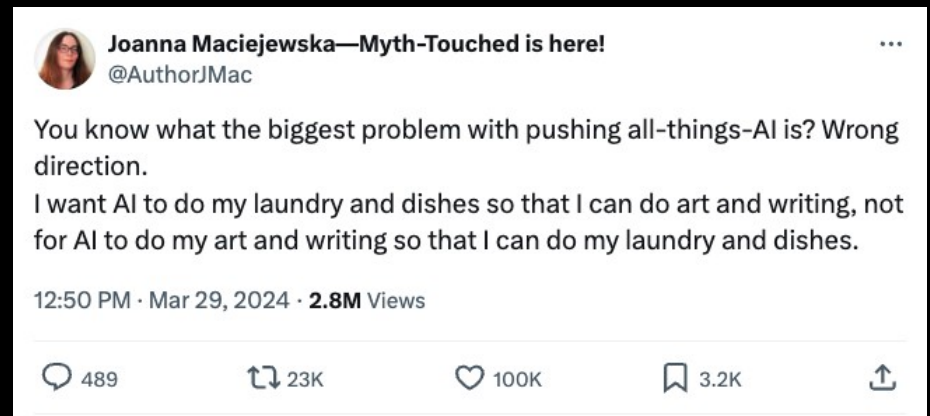 Joanna Maciejewska—Myth-Touched is here!
@AuthorJMac
You know what the biggest problem with pushing all-things-AI is? Wrong
direction.
I want AI to do my laundry and dishes so that I can do art and writing, not
for AI to do my art and writing so that I can do my laundry and dishes.
12:50 PM · Mar 29, 2024 · 2.8M Views
489 23K 100K 3.2K